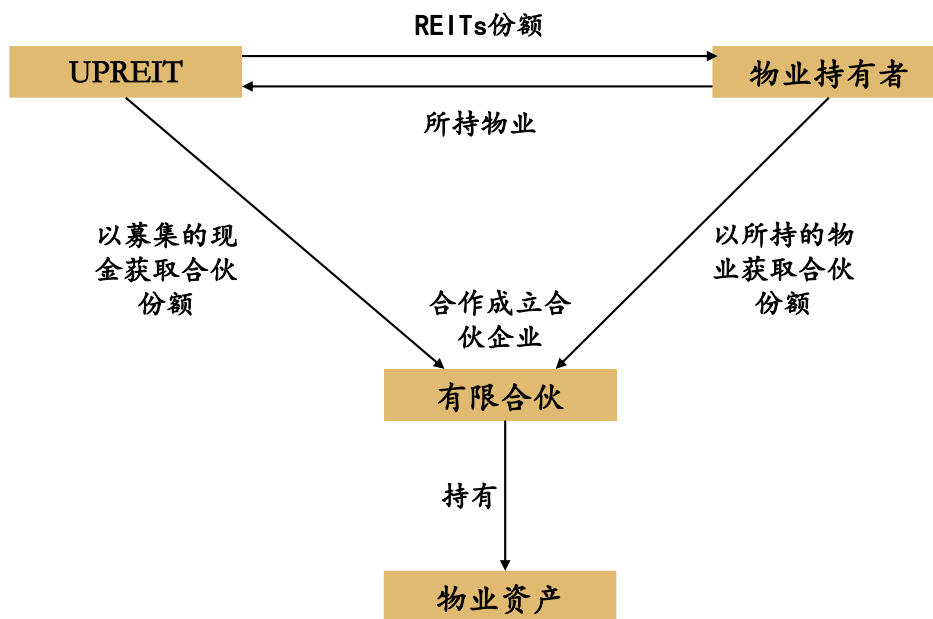 REITs份额
UPREIT
物业持有者
所持物业
以募集的现
金获取合伙
份额
以所持的物
业获取合伙
份额
合作成立合
伙企业
有限合伙
持有
物业资产